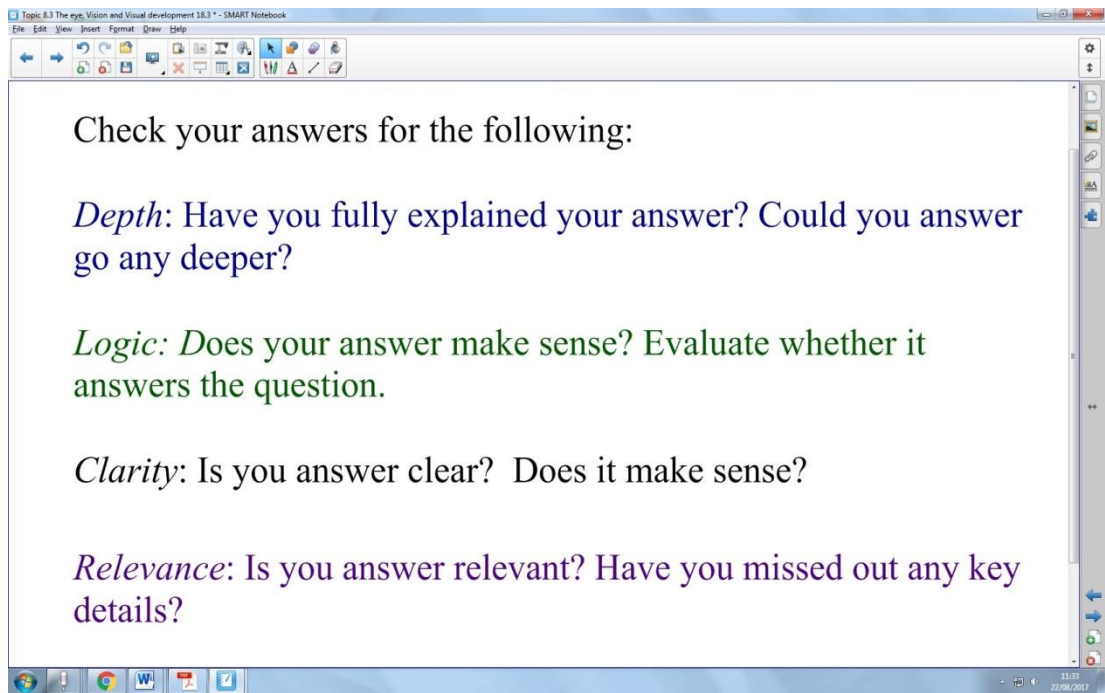 Topic 8.3 The eye, Vision and Visual development 18.3 * - SMART Notebook
File Edit View Insert Format Draw Help
Check your answers for the following:
Depth: Have you fully explained your answer? Could you answer
go any deeper?
Logic: Does your answer make sense? Evaluate whether it
answers the question.
Clarity: Is you answer clear?  Does it make sense?
Relevance: Is you answer relevant? Have you missed out any key
details?
11:33
22/08/2017